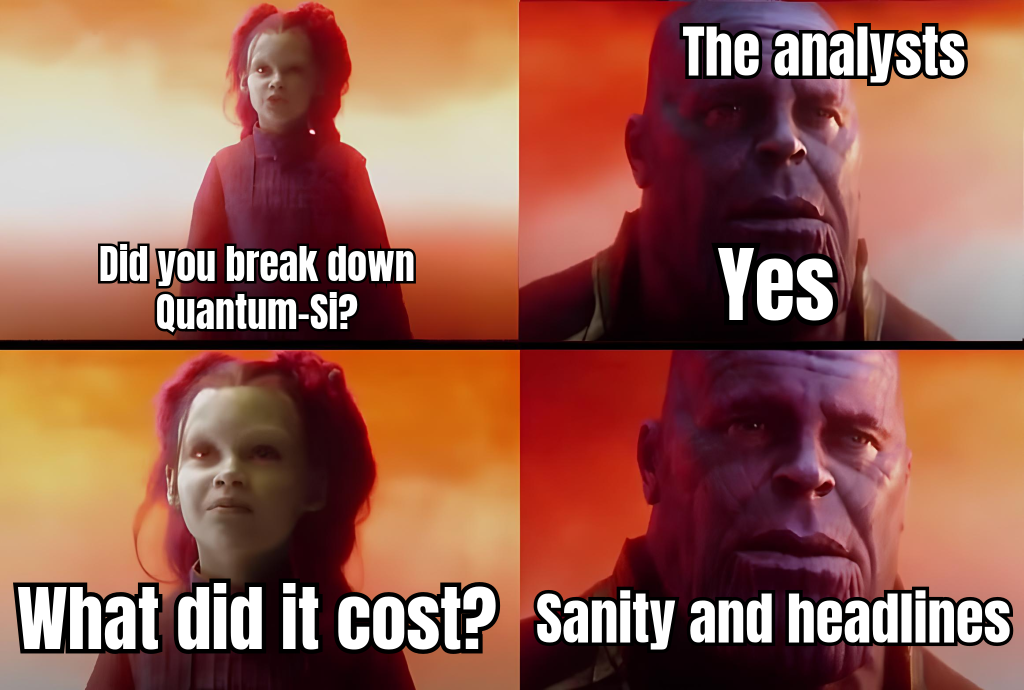 Did you break down
Quantum-Si?
The analysts
Yes
What did it cost?
Sanity and headlines